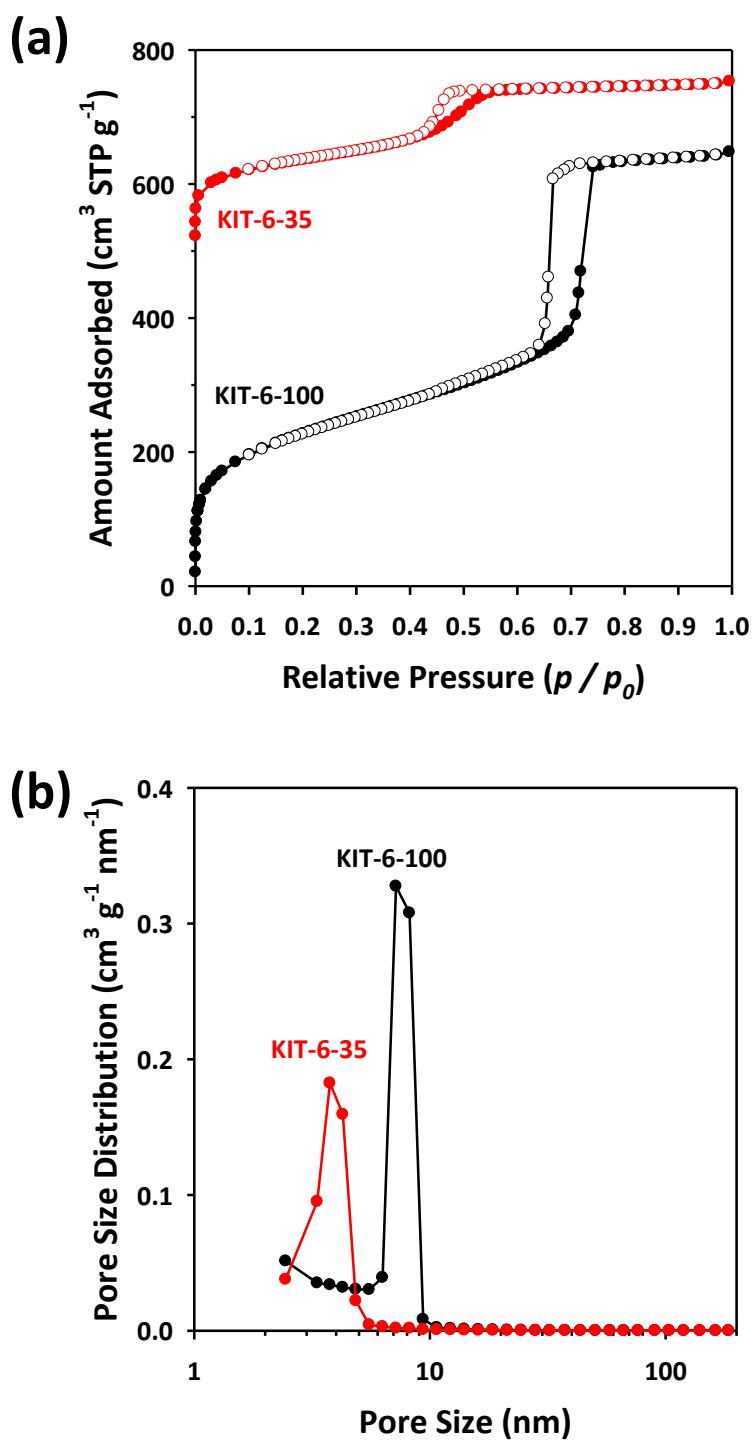 (a)
Amount Adsorbed (cm³ STP g⁻¹)
800
600
400
200
0
KIT-6-35
KIT-6-100
0.0 0.1 0.2 0.3 0.4 0.5 0.6 0.7 0.8 0.9 1.0
Relative Pressure (p / p₀)
(b)
Pore Size Distribution (cm³ g⁻¹ nm⁻¹)
0.4
0.3
0.2
0.1
0.0
KIT-6-100
KIT-6-35
1 10 100
Pore Size (nm)